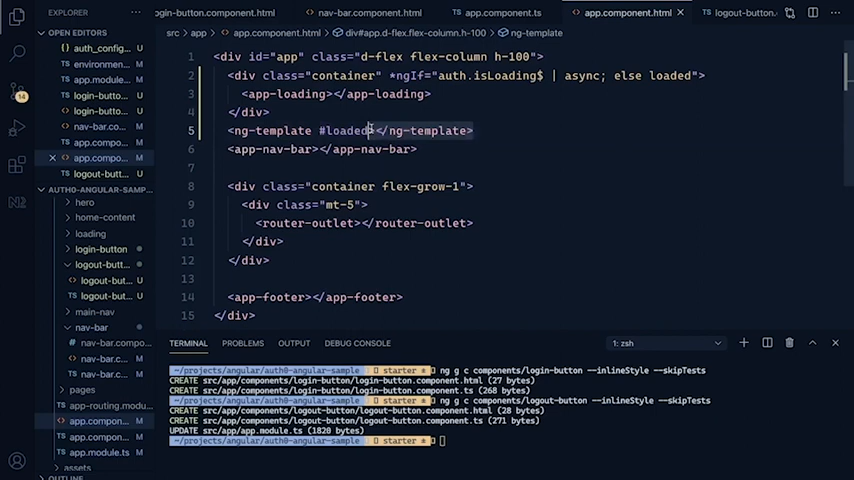 EXPLORER
ogin-button.component.html
nav-bar.component.html
app.component.ts
app.component.html
logout-button.
OPEN EDITORS
auth_config...
environmen...
app.module...
login-butto...
login-butto...
nav-bar.co...
app.compo...
app.compo...
logout-butt...
src > app > app.component.html > div#app.d-flex.flex-column.h-100 > ng-template
1 <div id="app" class="d-flex flex-column h-100">
2 <div class="container" *ngIf="auth.isLoading$ | async; else loaded">
3 <app-loading></app-loading>
4 </div>
5 <ng-template #loaded></ng-template>
6 <app-nav-bar></app-nav-bar>
7
8 <div class="container flex-grow-1">
9 <div class="mt-5">
10 <router-outlet></router-outlet>
11 </div>
12 </div>
13
14 <app-footer></app-footer>
15 </div>
14
AUTH0-ANGULAR-SAM...
hero
home-content
loading
login-button
logout-butt...
logout-but... U
logout-but... U
main-nav
nav-bar
nav-bar.compo...
nav-bar.c... M
nav-bar.c... M
pages
app-routing.modu...
app.compon... M
app.compon... M
app.module.ts M
assets
OUTLINE
TERMINAL PROBLEMS OUTPUT DEBUG CONSOLE
1: zsh
~/projects/angular/auth0-angular-sample starter ± ng g c components/login-button --inlineStyle --skipTests
CREATE src/app/components/login-button/login-button.component.html (27 bytes)
CREATE src/app/components/login-button/login-button.component.ts (268 bytes)
~/projects/angular/auth0-angular-sample starter ± ng g c components/logout-button --inlineStyle --skipTests
CREATE src/app/components/logout-button/logout-button.component.html (28 bytes)
CREATE src/app/components/logout-button/logout-button.component.ts (271 bytes)
UPDATE src/app/app.module.ts (1820 bytes)
~/projects/angular/auth0-angular-sample starter ±